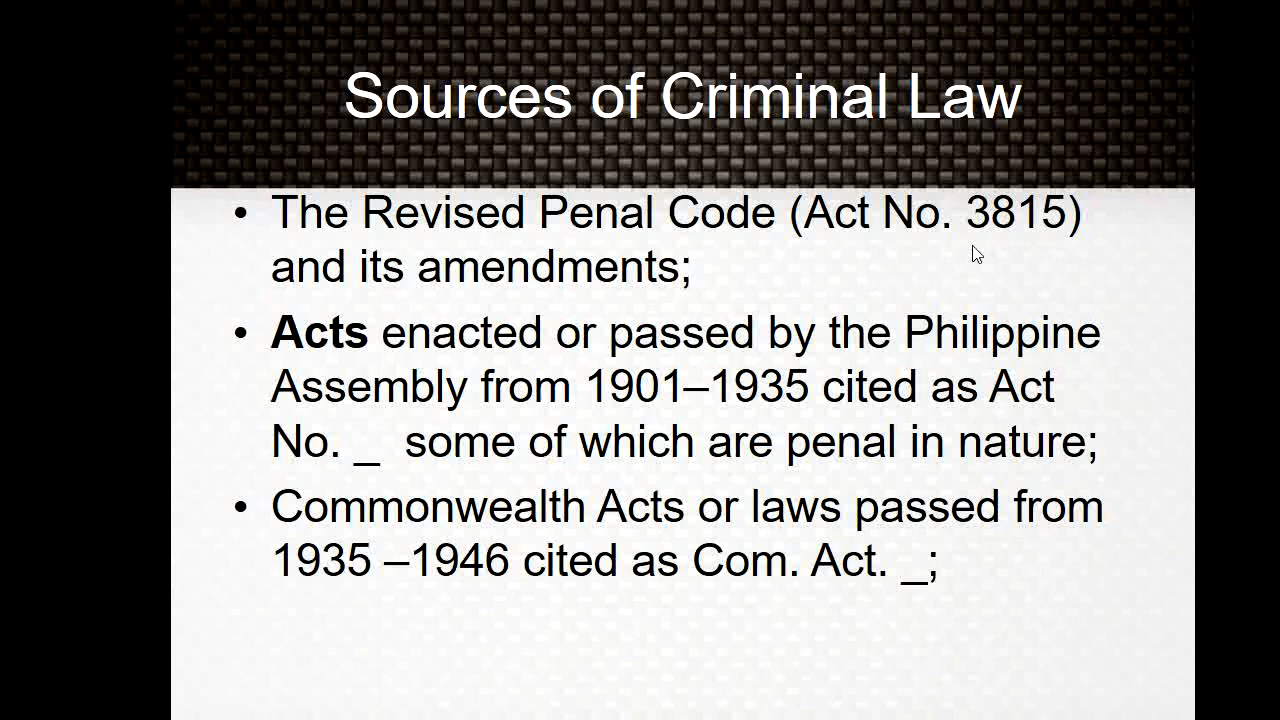 Sources of Criminal Law
• The Revised Penal Code (Act No. 3815)
and its amendments;
• Acts enacted or passed by the Philippine
Assembly from 1901–1935 cited as Act
No. _ some of which are penal in nature;
• Commonwealth Acts or laws passed from
1935 –1946 cited as Com. Act. _;